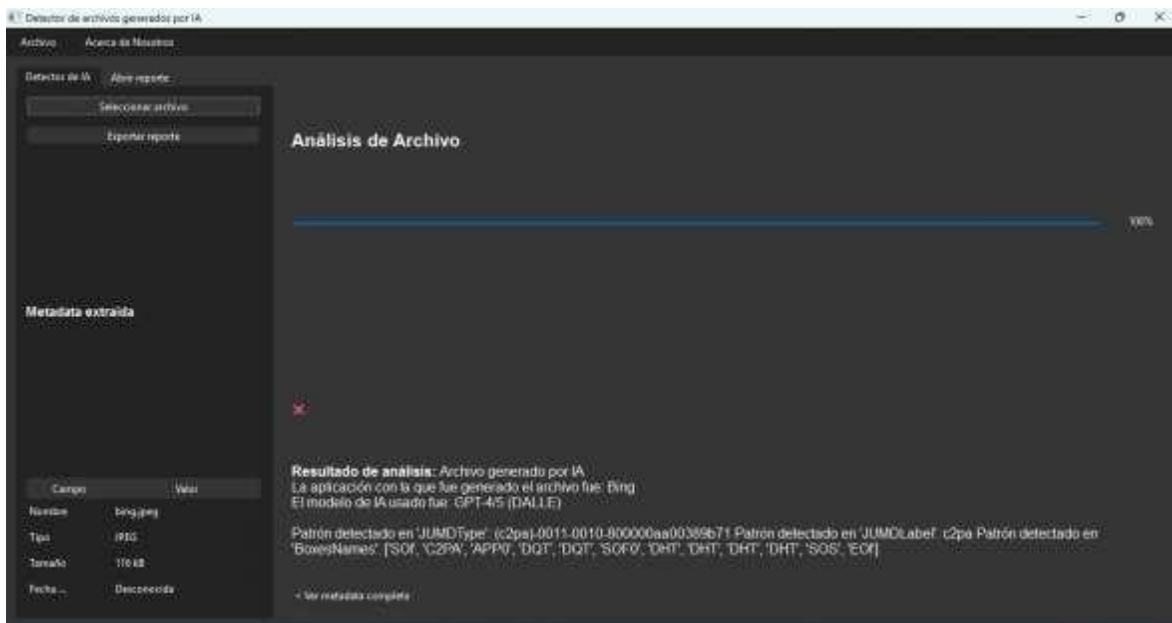 Detector de archivos generados por IA
Archivo Acerca de Nosotros
Detector de IA Abrir reporte
Seleccionar archivo
Exportar reporte
Análisis de Archivo
100%
Metadata extraída
Resultado de análisis: Archivo generado por IA
La aplicación con la que fue generado el archivo fue: Bing
El modelo de IA usado fue: GPT-4/5 (DALLE)
Patrón detectado en 'JUMDType': (c2pa)-0011-0010-800000aa00389b71 Patrón detectado en 'JUMDLabel': c2pa Patrón detectado en
'BoxesNames': ['SOI', 'C2PA', 'APP0', 'DQT', 'DQT', 'SOF0', 'DHT', 'DHT', 'DHT', 'DHT', 'SOS', 'EOI']
Campo Valor
Nombre bing.jpeg
Tipo JPEG
Tamaño 116 kB
Fecha... Desconocida
< Ver metadata completa